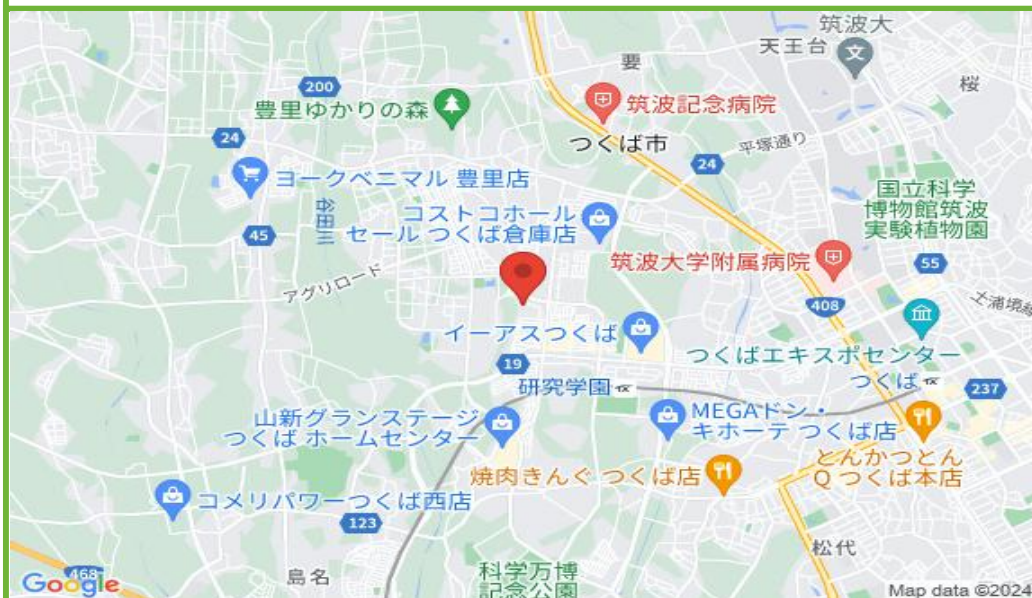 筑波大
天王台
要
桜
200
豊里ゆかりの森
筑波記念病院
つくば市
24
平塚通り
24
ヨークベニマル 豊里店
谷田川
国立科学
博物館筑波
実験植物園
コストコホール
セール つくば倉庫店
45
筑波大学附属病院
55
アグリロード
408
土浦境線
イーアスつくば
つくばエキスポセンター
19
研究学園
つくば
237
山新グランステージ
つくば ホームセンター
MEGAドン・
キホーテ つくば店
焼肉きんぐ つくば店
とんかつとん
Q つくば本店
コメリパワーつくば西店
123
松代
468
島名
科学万博
記念公園
Google
Map data ©2024